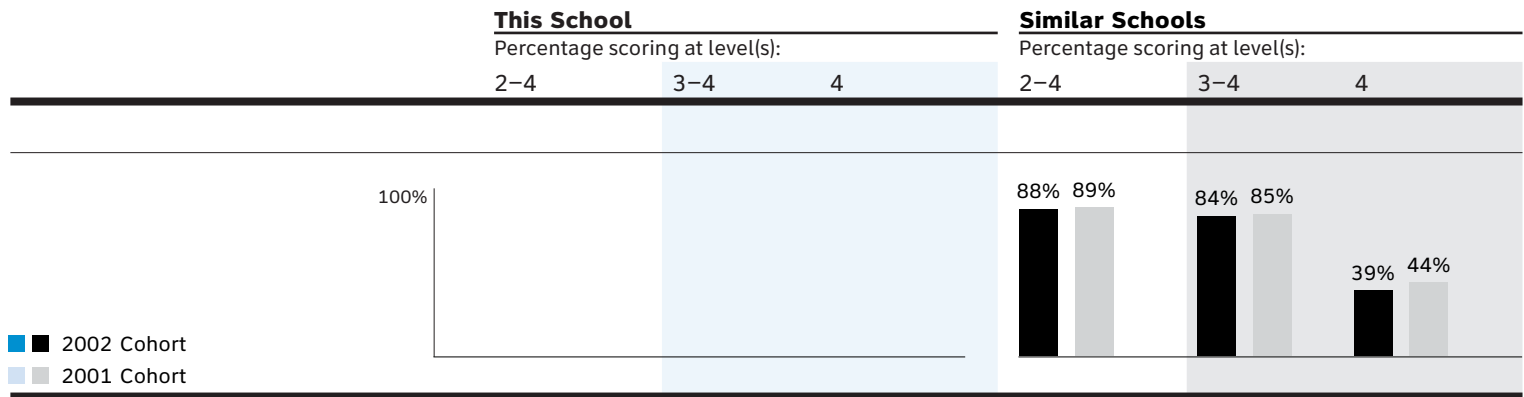 This School Similar Schools
Percentage scoring at level(s): Percentage scoring at level(s):
2–4 3–4 4 2–4 3–4 4
100%
88% 89% 84% 85%
39% 44%
2002 Cohort
2001 Cohort